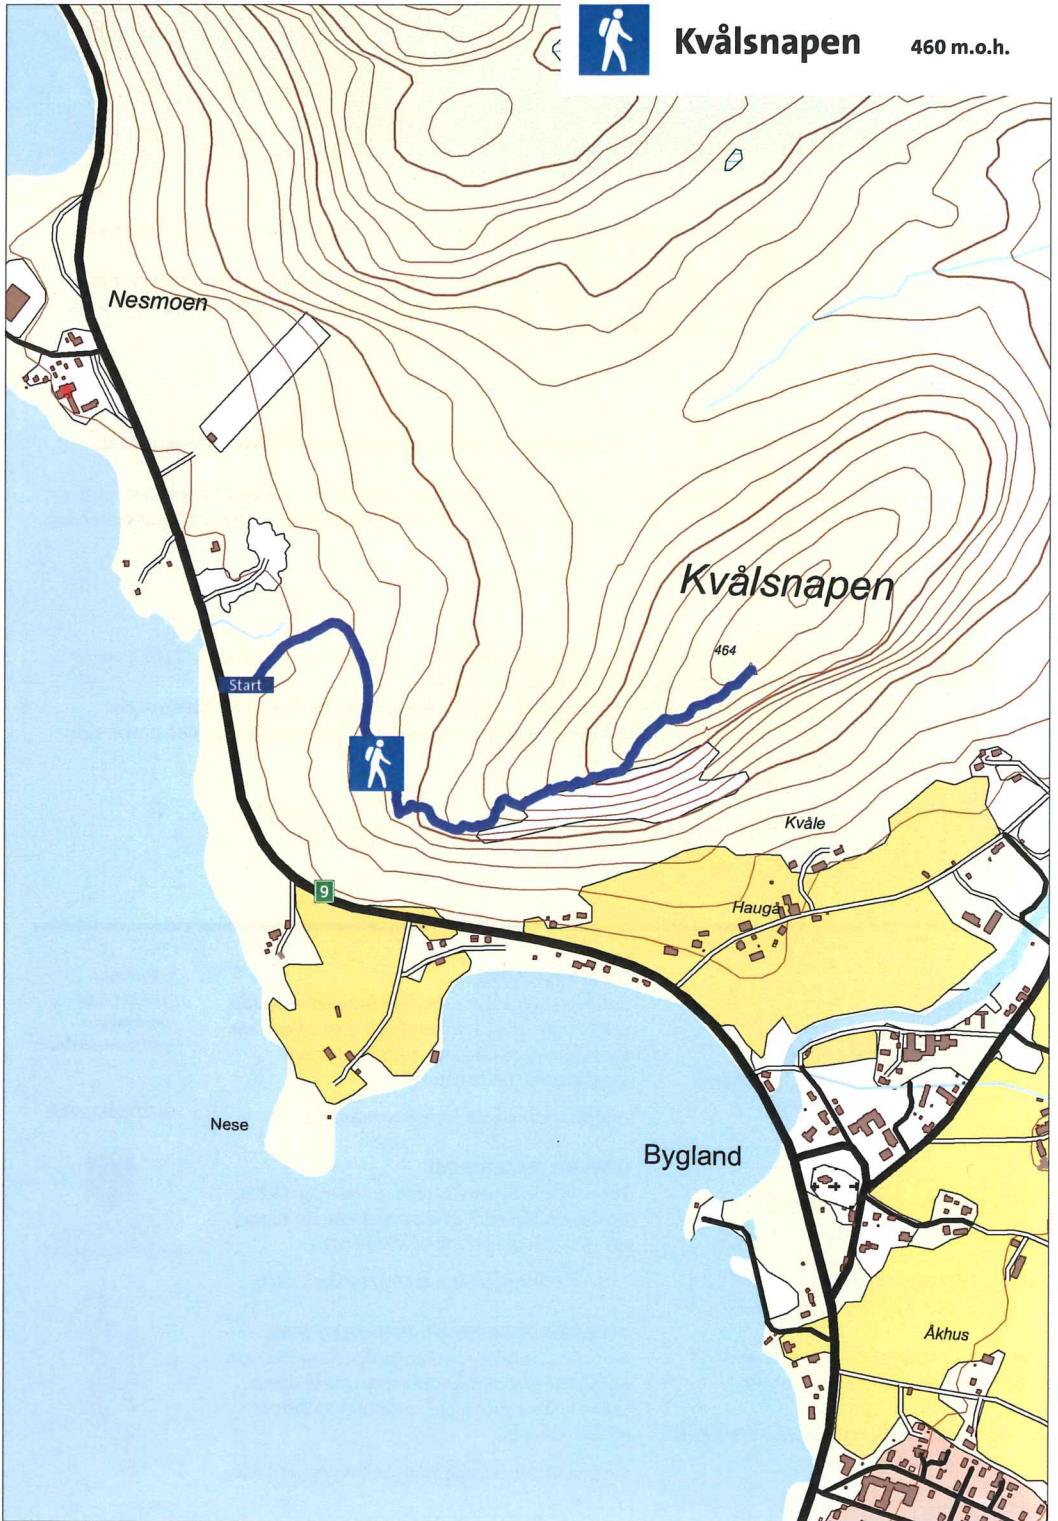 Kvålsnapen 460 m.o.h.
Nesmoen
Kvålsnapen
464
Start
Kvåle
9
Haugå
Nese
Bygland
Åkhus